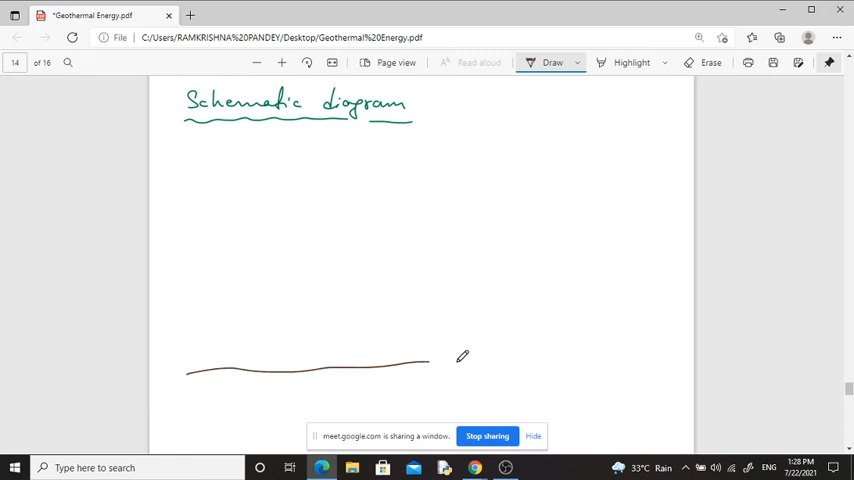 *Geothermal Energy.pdf
File
C:/Users/RAMKRISHNA%20PANDEY/Desktop/Geothermal%20Energy.pdf
14 of 16
Page view
Read aloud
Draw
Highlight
Erase
Schematic diagram
meet.google.com is sharing a window.
Stop sharing
Hide
Type here to search
33°C Rain
ENG
1:28 PM
7/22/2021